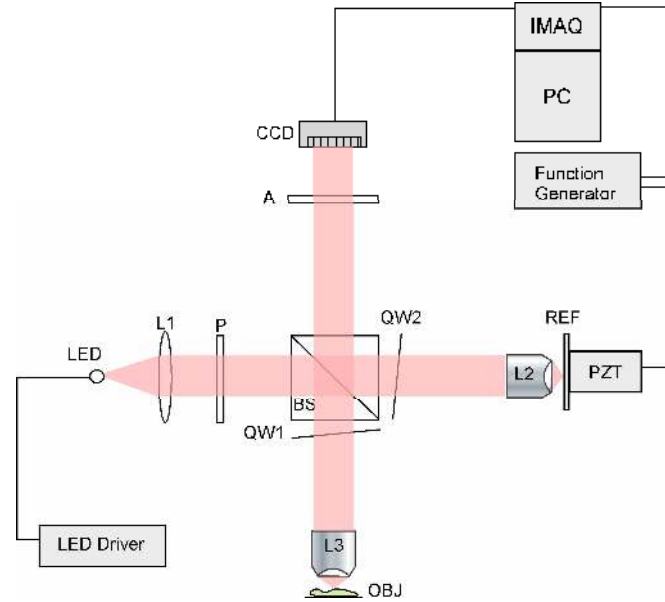 IMAQ
CCD
PC
Function
Generator
A
L1
P
QW2
REF
LED
L2
PZT
BS
QW1
LED Driver
L3
OBJ